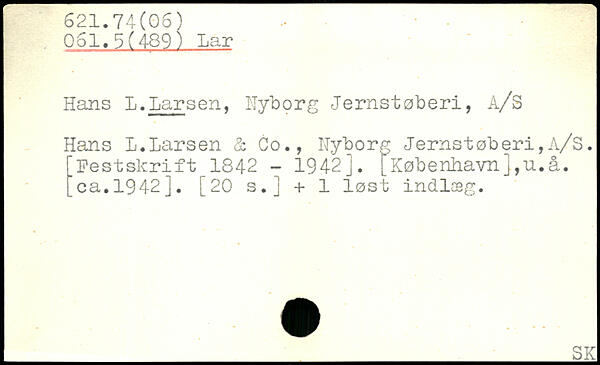 621.74(06)
061.5(489) Lar
Hans L.Larsen, Nyborg Jernstøberi, A/S
Hans L.Larsen & Co., Nyborg Jernstøberi,A/S.
[Festskrift 1842 - 1942]. [København],u.å.
[ca.1942]. [20 s.] + 1 løst indlæg.
SK